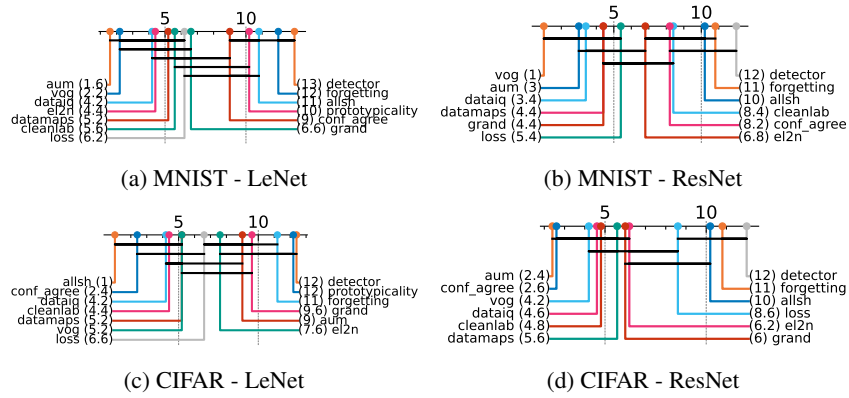 5 10
aum (1.6) (13) detector
vog (2.2) (12) forgetting
dataiq (4.2) (11) allsh
el2n (4.4) (10) prototypicality
datamaps (5.2) (9) conf_agree
cleanlab (5.6) (6.6) grand
loss (6.2)
(a) MNIST - LeNet
5 10
vog (1) (12) detector
aum (3) (11) forgetting
dataiq (3.4) (10) allsh
datamaps (4.4) (8.4) cleanlab
grand (4.4) (8.2) conf_agree
loss (5.4) (6.8) el2n
(b) MNIST - ResNet
5 10
allsh (1) (12) detector
conf_agree (2.4) (12) prototypicality
dataiq (4.2) (11) forgetting
cleanlab (4.4) (9.6) grand
datamaps (5.2) (9) aum
vog (5.2) (7.6) el2n
loss (6.6)
(c) CIFAR - LeNet
5 10
aum (2.4) (12) detector
conf_agree (2.6) (11) forgetting
vog (4.2) (10) allsh
dataiq (4.6) (8.6) loss
cleanlab (4.8) (6.2) el2n
datamaps (5.6) (6) grand
(d) CIFAR - ResNet